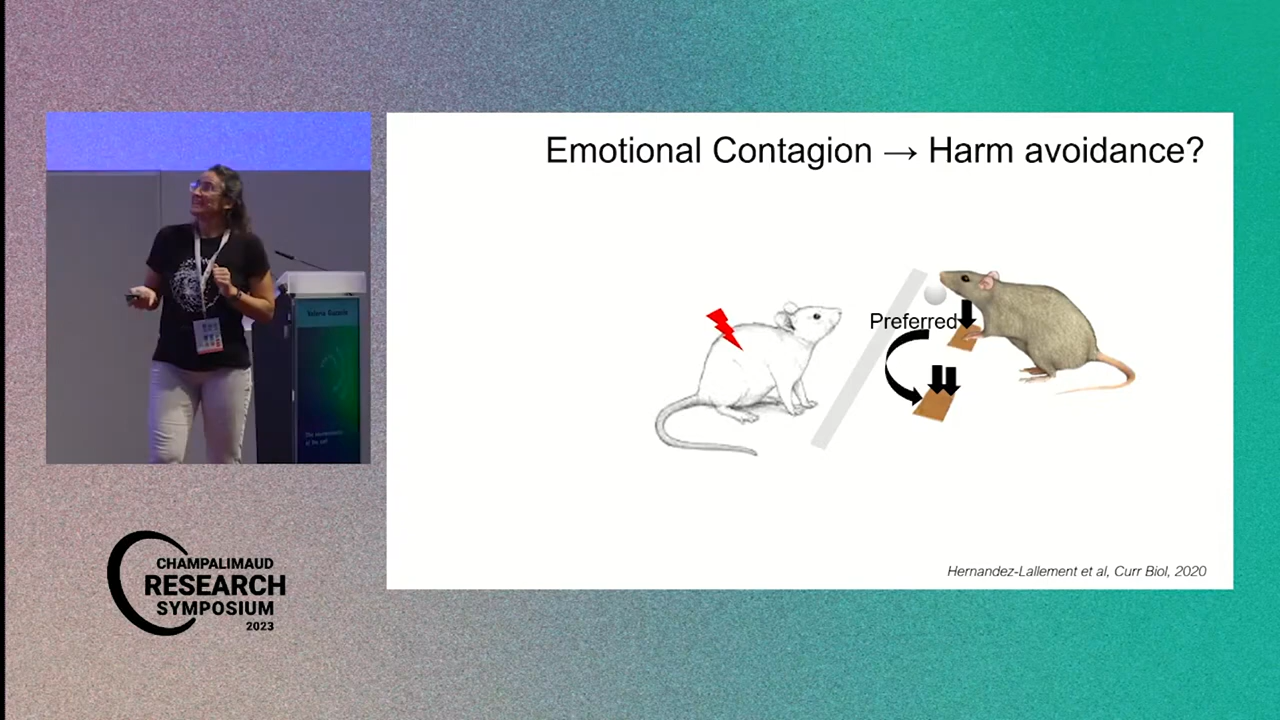 Emotional Contagion → Harm avoidance?
Preferred
Hernandez-Lallement et al, Curr Biol, 2020
CHAMPALIMAUD
RESEARCH
SYMPOSIUM
2023